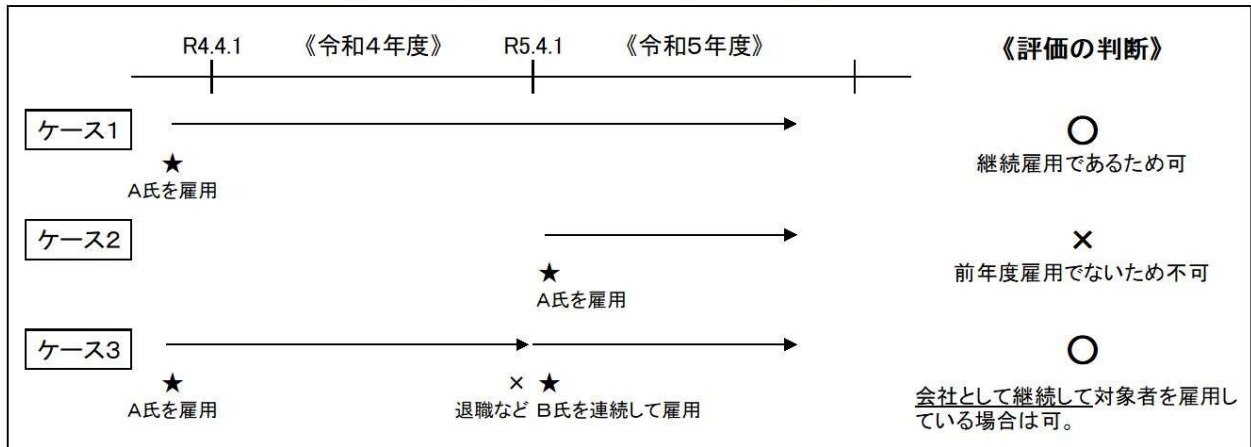 R4.4.1 《令和４年度》 R5.4.1 《令和５年度》 《評価の判断》
ケース1
○
★
A氏を雇用
継続雇用であるため可
ケース2
×
★
A氏を雇用
前年度雇用でないため不可
ケース3
○
★ × ★
A氏を雇用 退職など B氏を連続して雇用
会社として継続して対象者を雇用し
ている場合は可。